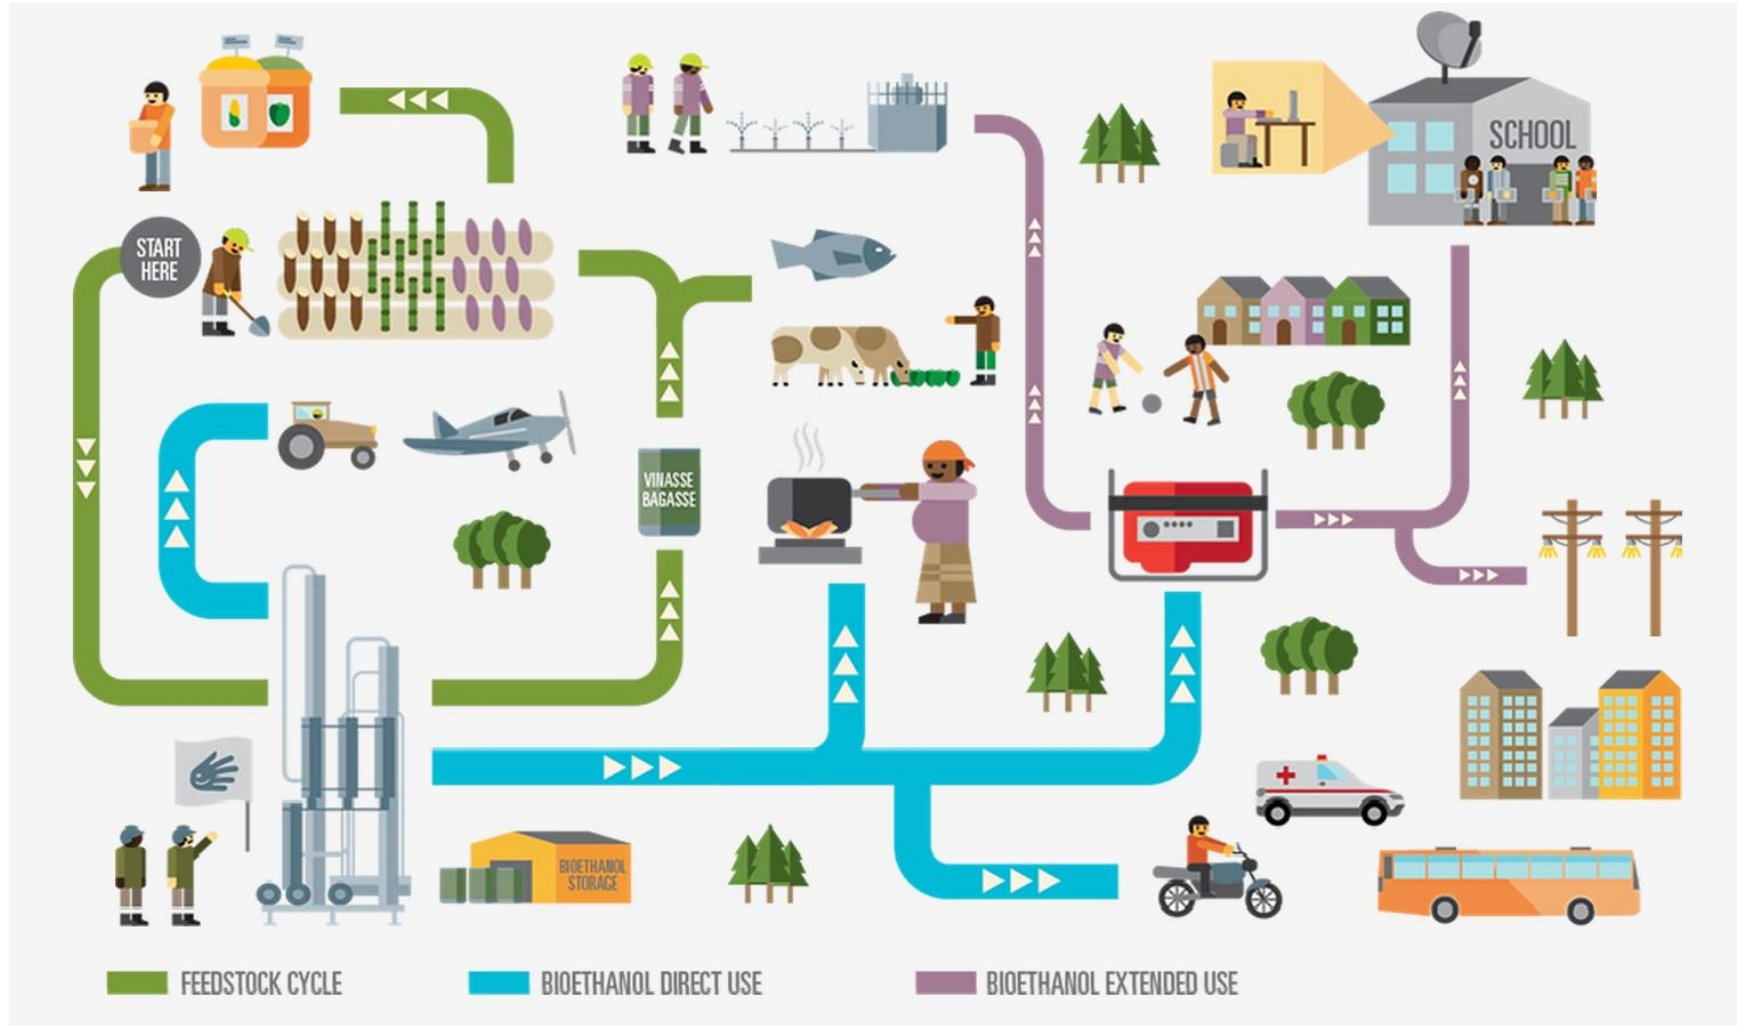 START
HERE
SCHOOL
VINASSE
BAGASSE
BIOETHANOL
STORAGE
FEEDSTOCK CYCLE
BIOETHANOL DIRECT USE
BIOETHANOL EXTENDED USE